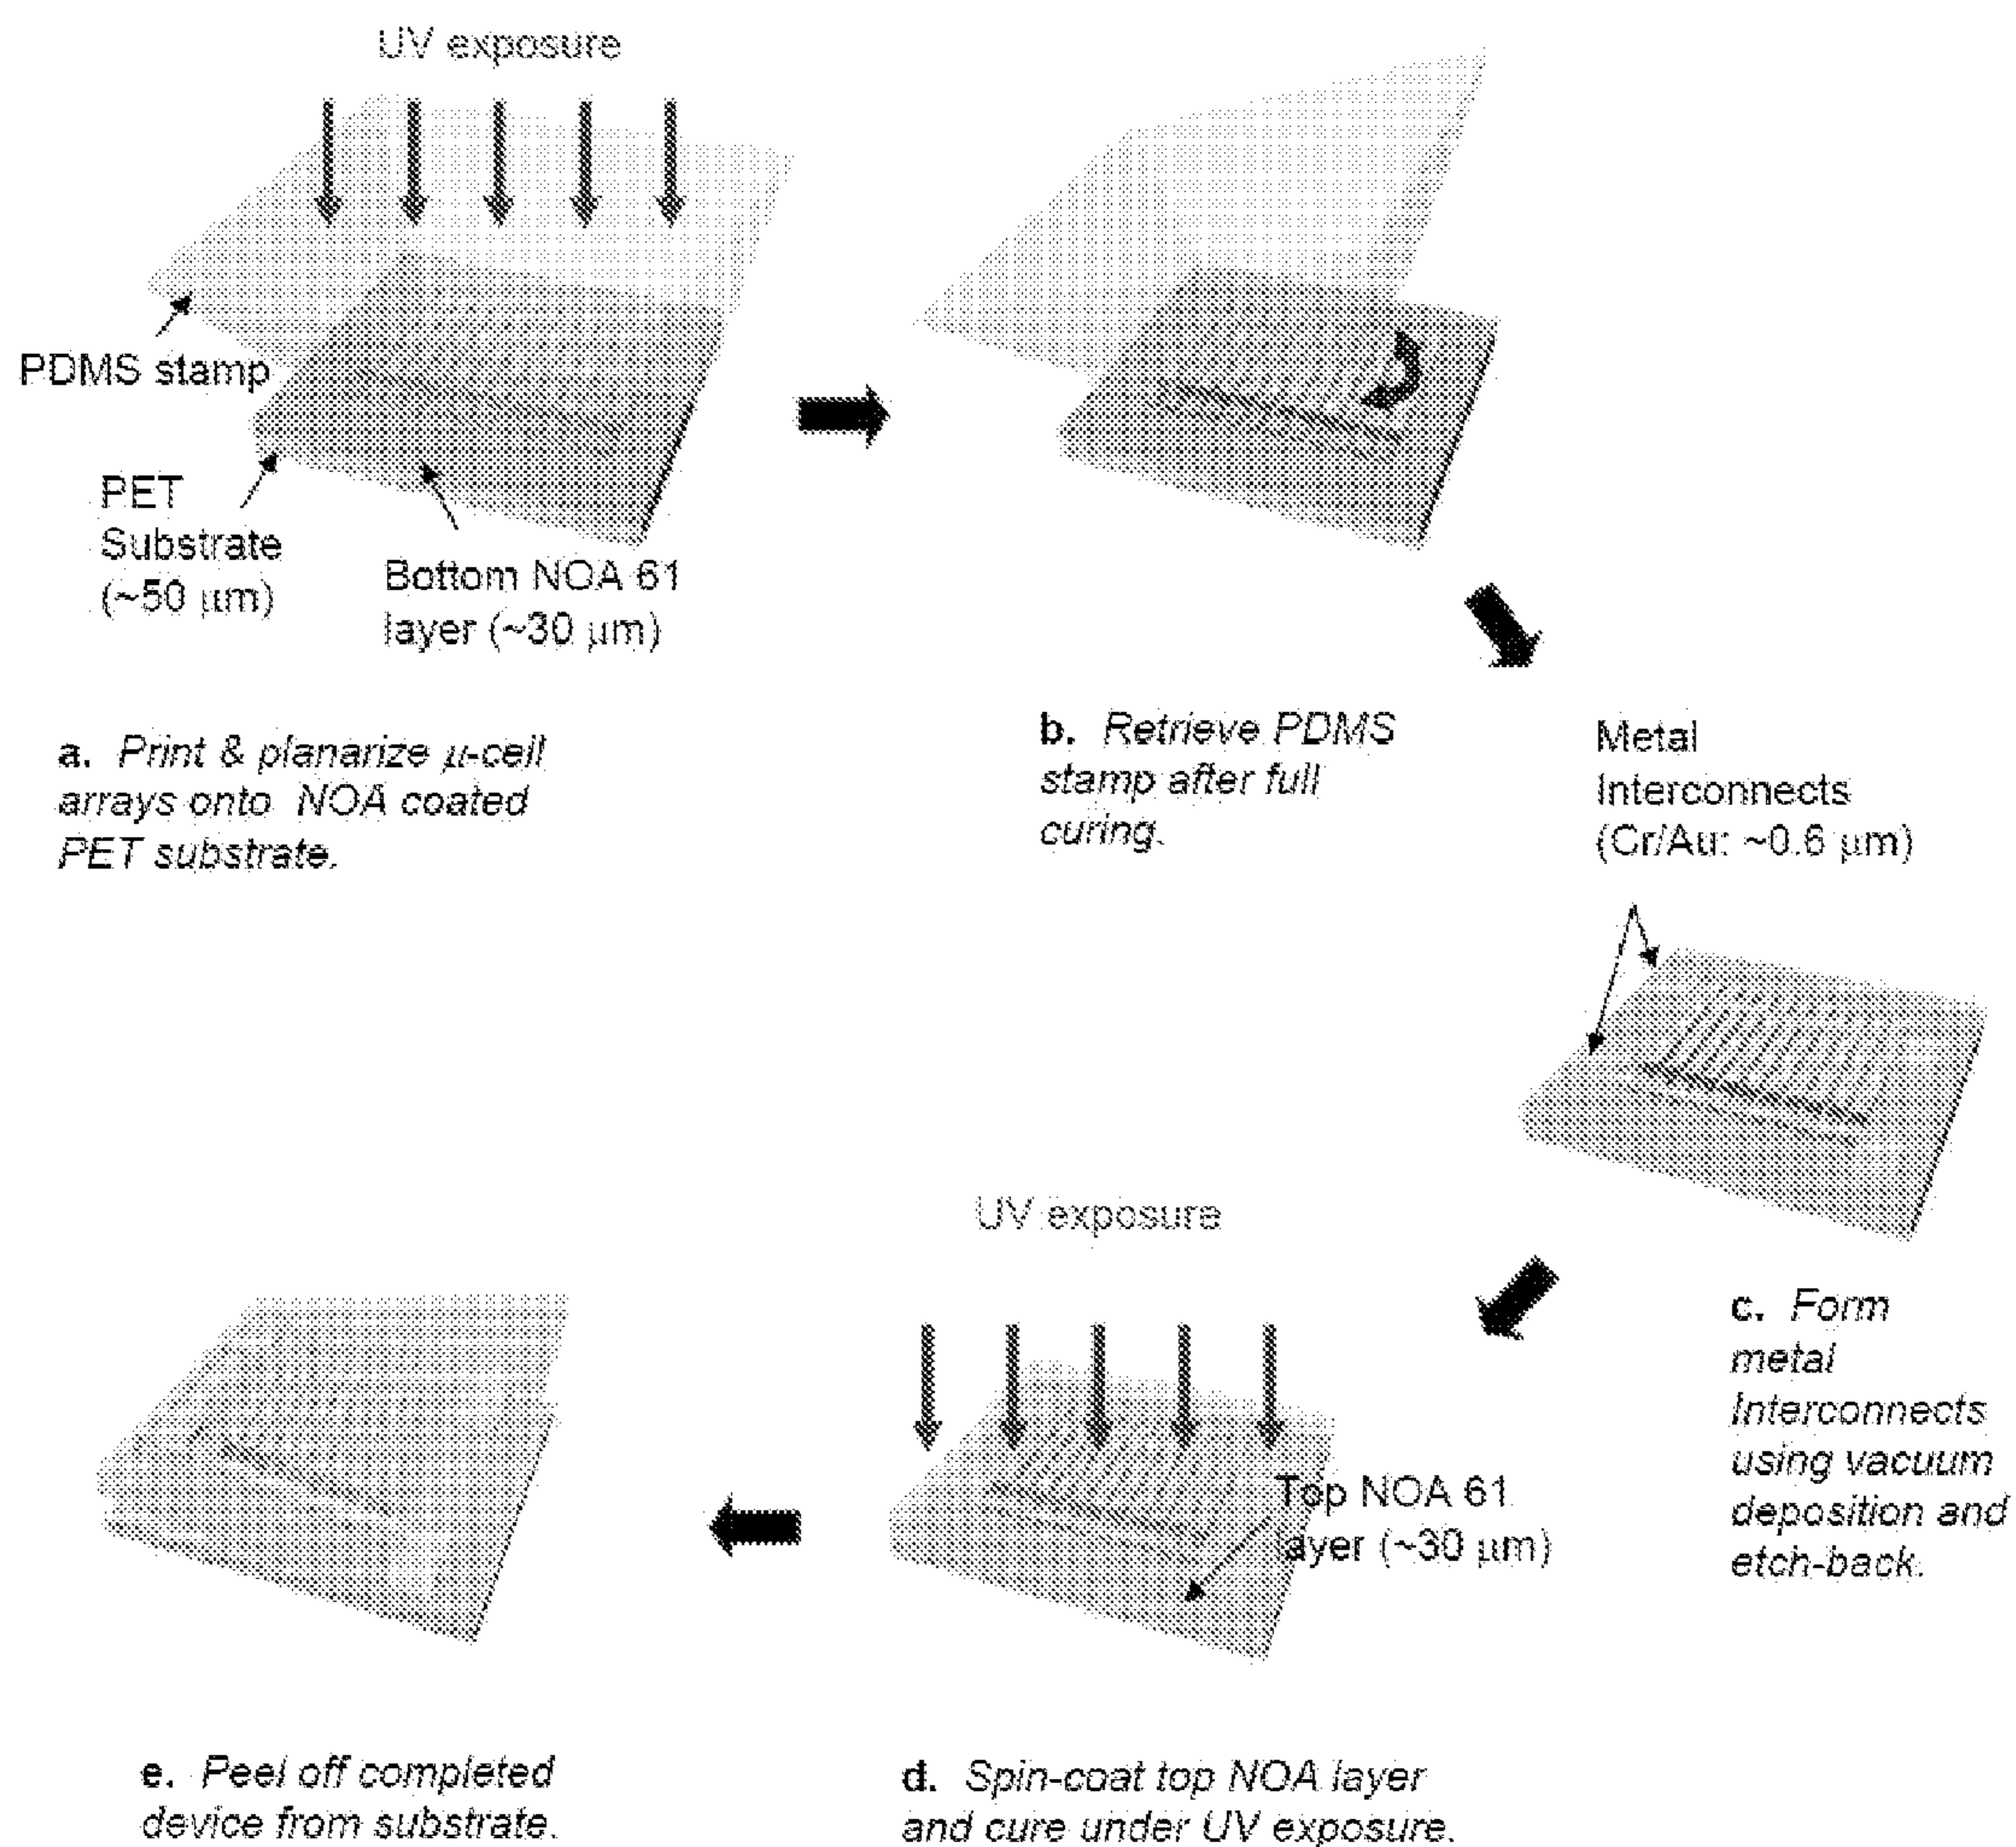 UV exposure
PDMS stamp
PET
Substrate
(~50 μm)
Bottom NOA 61
layer (~30 μm)
a. Print & planarize μ-cell
arrays onto NOA coated
PET substrate.
b. Retrieve PDMS
stamp after full
curing.
Metal
Interconnects
(Cr/Au: ~0.6 μm)
c. Form
metal
Interconnects
using vacuum
deposition and
etch-back.
UV exposure
Top NOA 61
layer (~30 μm)
d. Spin-coat top NOA layer
and cure under UV exposure.
e. Peel off completed
device from substrate.